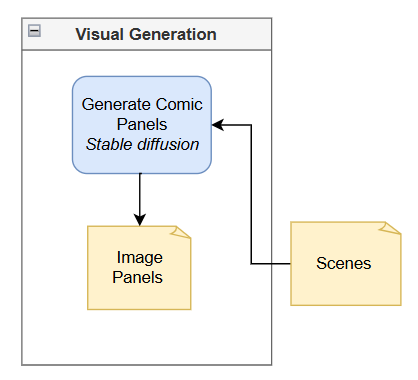 Visual Generation
Generate Comic
Panels
Stable diffusion
Image
Panels
Scenes